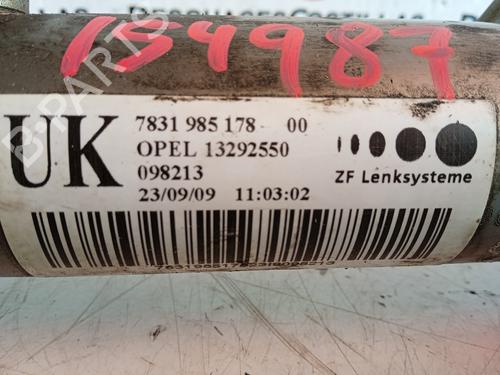 154987
UK
7831 985 178 00
OPEL 13292550
098213
23/09/09 11:03:02
ZF Lenksysteme